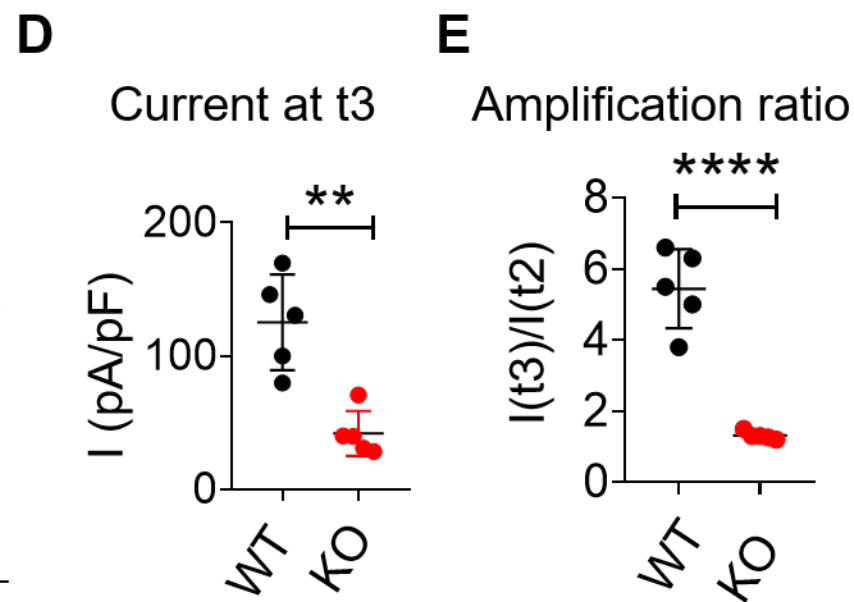 D
Current at t3
**
200
100
0
I (pA/pF)
WT
KO
E
Amplification ratio
****
8
6
4
2
0
I(t3)/I(t2)
WT
KO